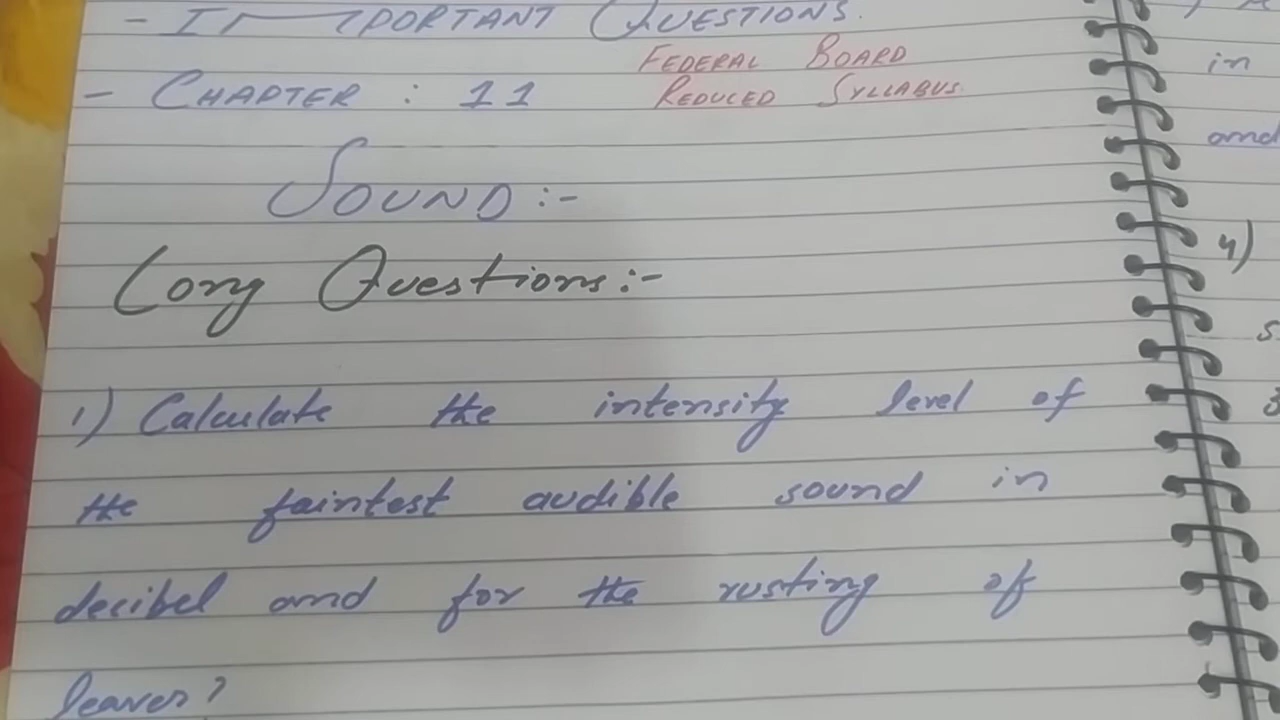 - IMPORTANT QUESTIONS.
FEDERAL BOARD
- CHAPTER : 11 REDUCED SYLLABUS.
SOUND :-
Long Questions :-
1) Calculate the intensity level of
the faintest audible sound in
decibel and for the rusting of
leaves?
in
and
4)